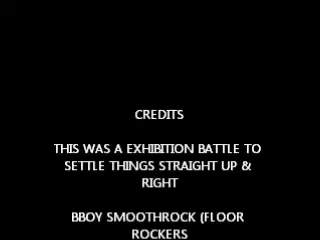 CREDITS
THIS WAS A EXHIBITION BATTLE TO
SETTLE THINGS STRAIGHT UP &
RIGHT
BBOY SMOOTHROCK (FLOOR
ROCKERS